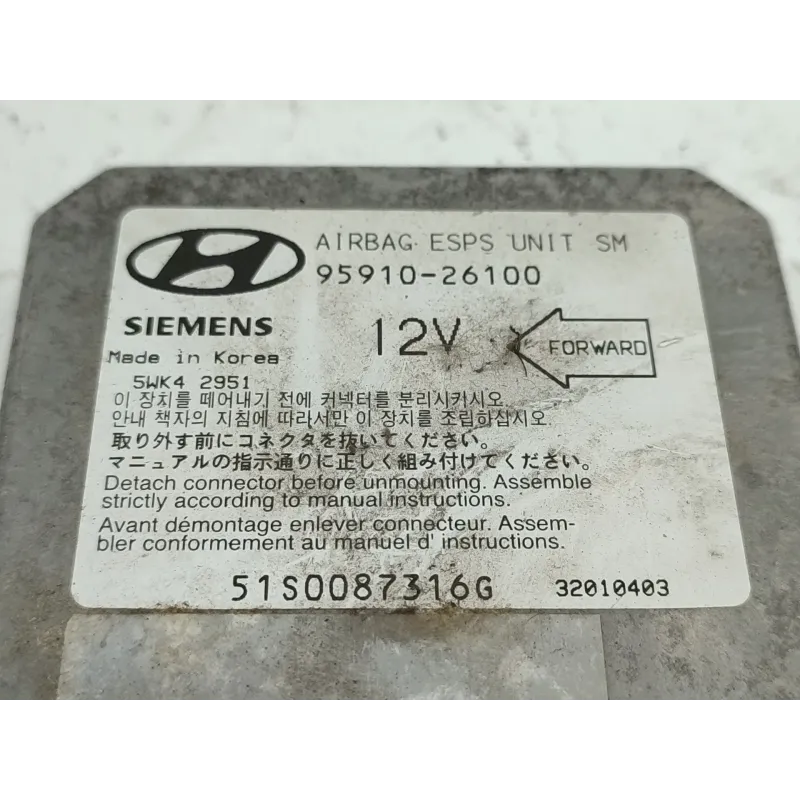 AIRBAG ESPS UNIT SM
95910-26100
SIEMENS
12V
FORWARD
Made in Korea
5WK4 2951
이 장치를 떼어내기 전에 커넥터를 분리시키시오.
안내 책자의 지침에 따라서만 이 장치를 조립하십시오.
取り外す前にコネクタを抜いてください。
マニュアルの指示通りに正しく組み付けてください。
Detach connector before unmounting. Assemble
strictly according to manual instructions.
Avant démontage enlever connecteur. Assem-
bler conformement au manuel d' instructions.
51S0087316G
32010403